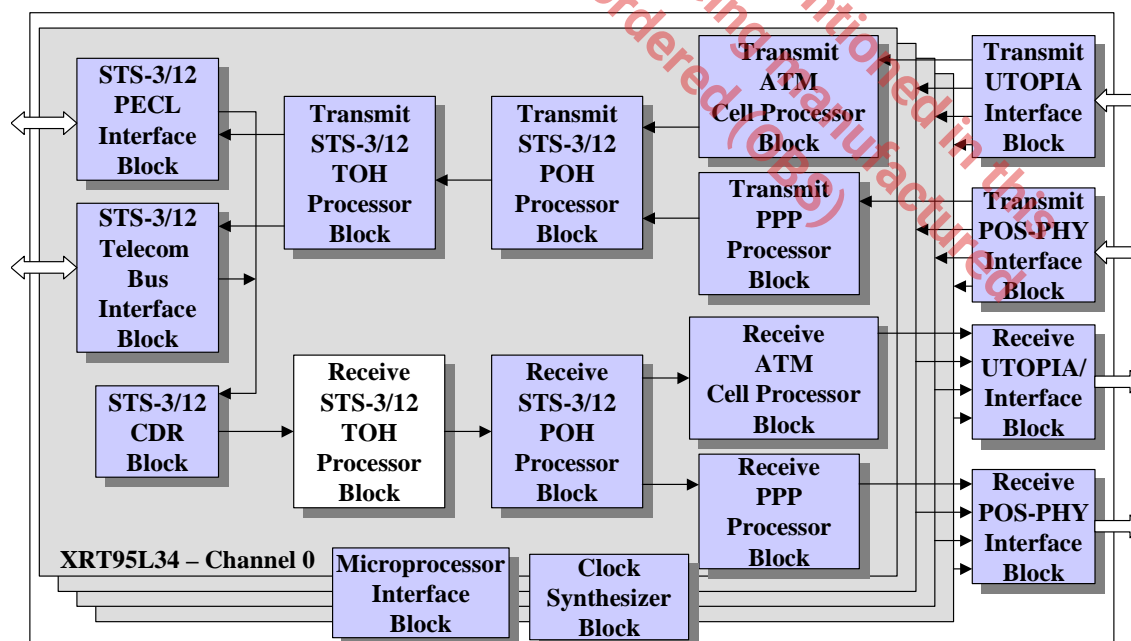 STS-3/12
PECL
Interface
Block
Transmit
STS-3/12
TOH
Processor
Block
Transmit
STS-3/12
POH
Processor
Block
Transmit
ATM
Cell Processor
Block
Transmit
UTOPIA
Interface
Block
STS-3/12
Telecom
Bus
Interface
Block
Transmit
PPP
Processor
Block
Transmit
POS-PHY
Interface
Block
STS-3/12
CDR
Block
Receive
STS-3/12
TOH
Processor
Block
Receive
STS-3/12
POH
Processor
Block
Receive
ATM
Cell Processor
Block
Receive
UTOPIA/
Interface
Block
Receive
PPP
Processor
Block
Receive
POS-PHY
Interface
Block
XRT95L34 – Channel 0
Microprocessor
Interface
Block
Clock
Synthesizer
Block
in this
manufactured
ordered (OBS)